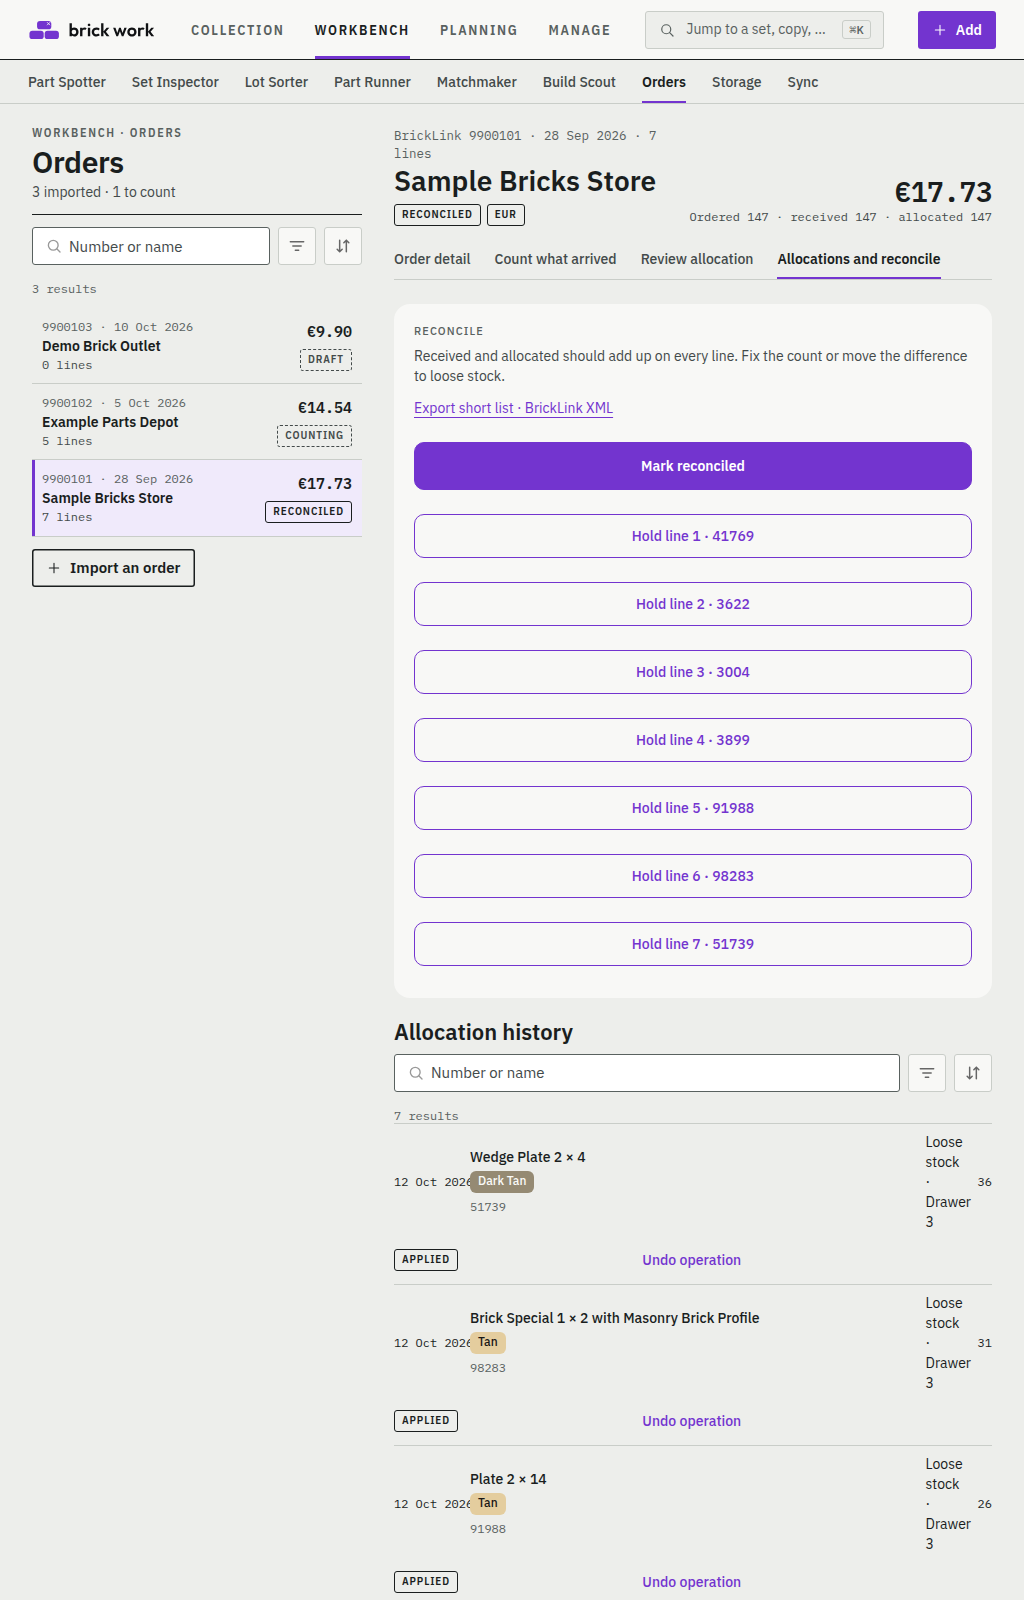 brick work
COLLECTION
WORKBENCH
PLANNING
MANAGE
Jump to a set, copy, ...
⌘K
+ Add
Part Spotter
Set Inspector
Lot Sorter
Part Runner
Matchmaker
Build Scout
Orders
Storage
Sync
WORKBENCH · ORDERS
Orders
3 imported · 1 to count
Number or name
3 results
9900103 · 10 Oct 2026
Demo Brick Outlet
0 lines
€9.90
DRAFT
9900102 · 5 Oct 2026
Example Parts Depot
5 lines
€14.54
COUNTING
9900101 · 28 Sep 2026
Sample Bricks Store
7 lines
€17.73
RECONCILED
+ Import an order
BrickLink 9900101 · 28 Sep 2026 · 7
lines
Sample Bricks Store
RECONCILED
EUR
€17.73
Ordered 147 · received 147 · allocated 147
Order detail
Count what arrived
Review allocation
Allocations and reconcile
RECONCILE
Received and allocated should add up on every line. Fix the count or move the difference
to loose stock.
Export short list · BrickLink XML
Mark reconciled
Hold line 1 · 41769
Hold line 2 · 3622
Hold line 3 · 3004
Hold line 4 · 3899
Hold line 5 · 91988
Hold line 6 · 98283
Hold line 7 · 51739
Allocation history
Number or name
7 results
12 Oct 2026
Wedge Plate 2 × 4
Dark Tan
51739
Loose
stock
·
Drawer
3
36
APPLIED
Undo operation
12 Oct 2026
Brick Special 1 × 2 with Masonry Brick Profile
Tan
98283
Loose
stock
·
Drawer
3
31
APPLIED
Undo operation
12 Oct 2026
Plate 2 × 14
Tan
91988
Loose
stock
·
Drawer
3
26
APPLIED
Undo operation